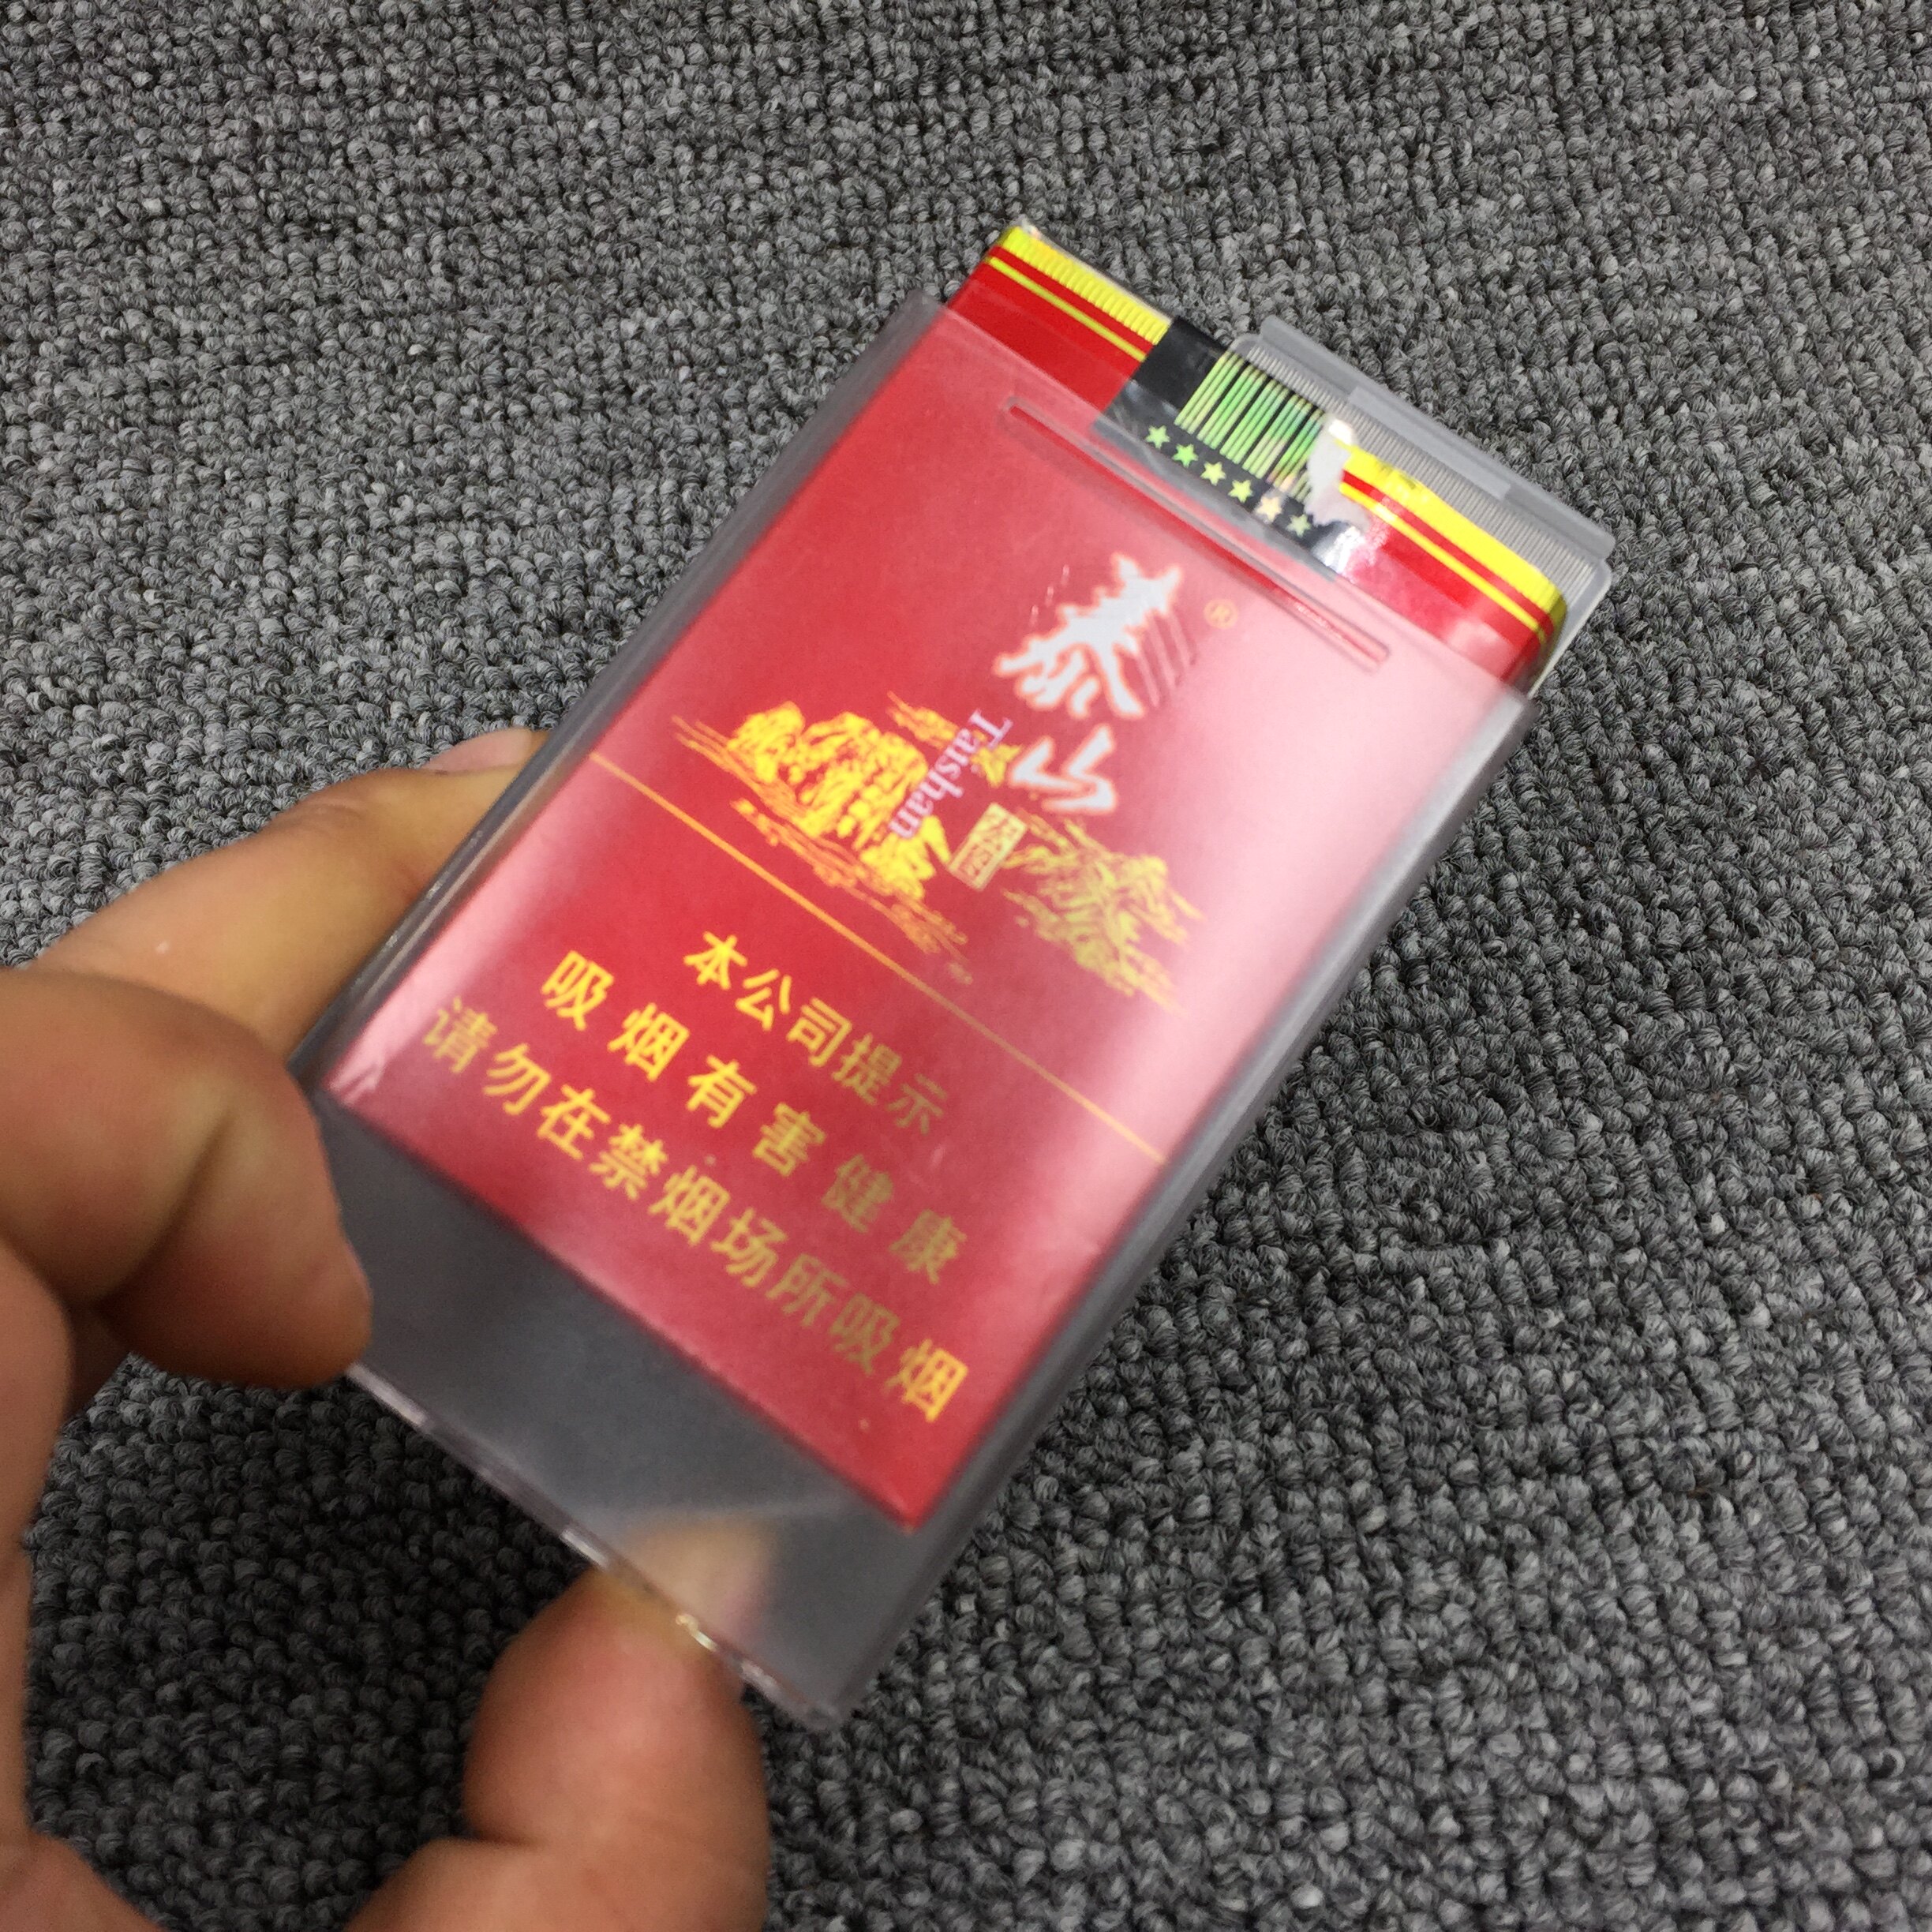 泰山
®
Taishan
本公司提示
吸烟有害健康
请勿在禁烟场所吸烟